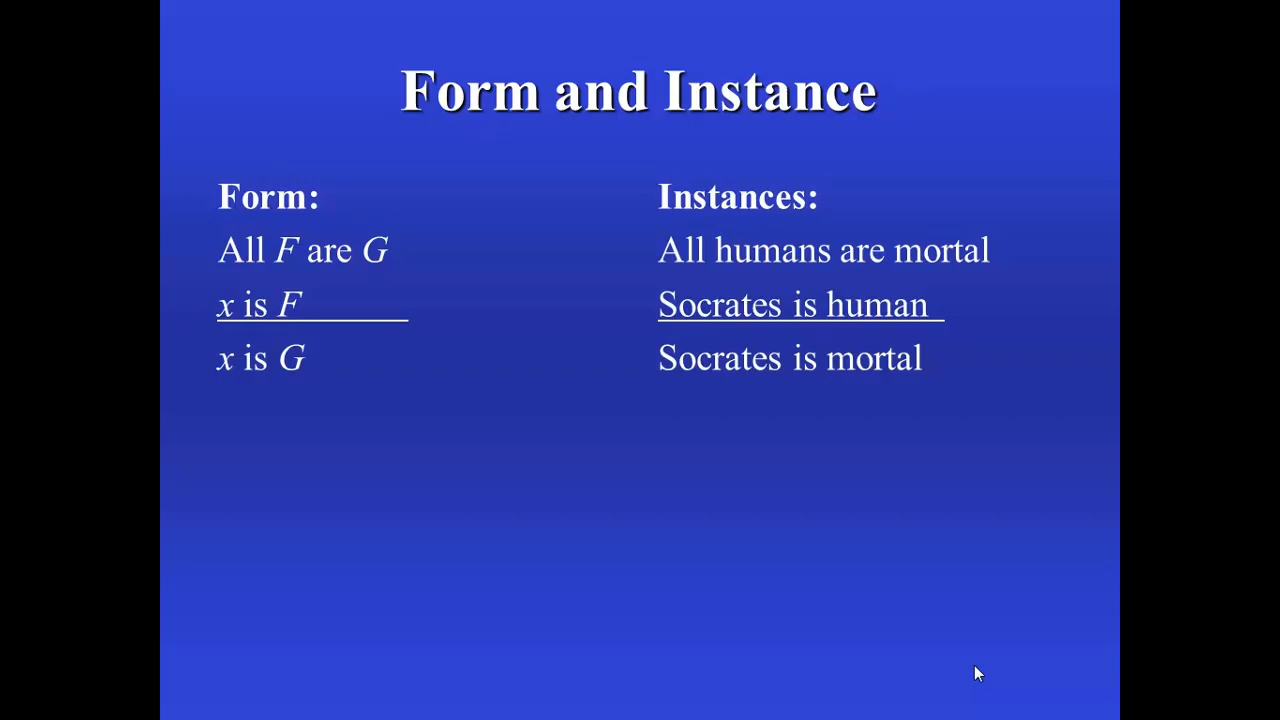 Form and Instance
Form:
All F are G
x is F
x is G
Instances:
All humans are mortal
Socrates is human
Socrates is mortal